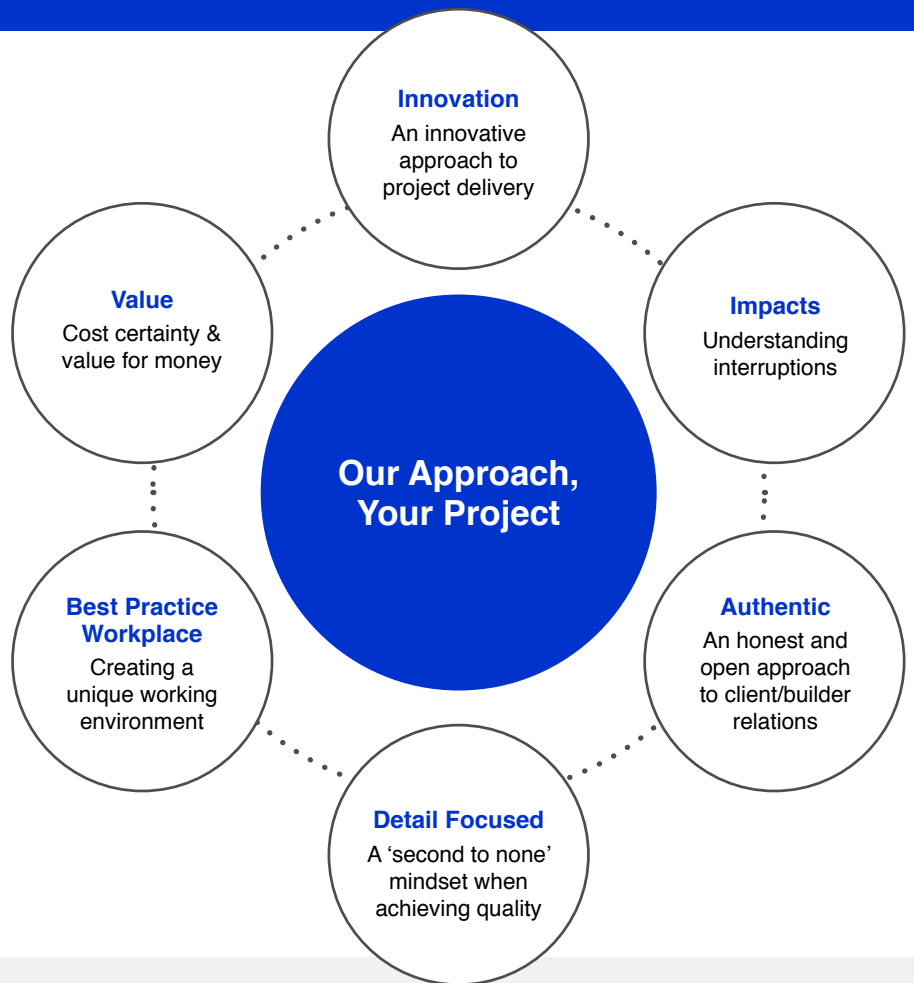 Innovation
An innovative
approach to
project delivery
Value
Cost certainty &
value for money
Impacts
Understanding
interruptions
Our Approach,
Your Project
Best Practice
Workplace
Creating a
unique working
environment
Authentic
An honest and
open approach
to client/builder
relations
Detail Focused
A ‘second to none’
mindset when
achieving quality